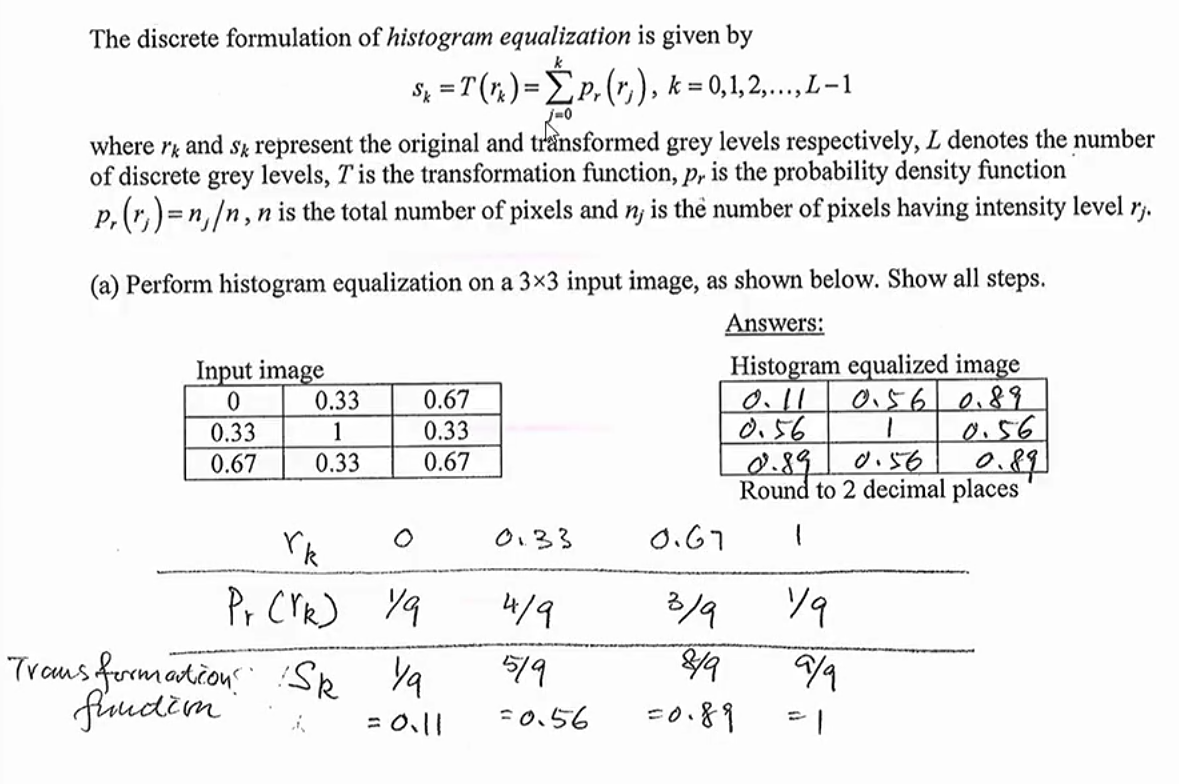 The discrete formulation of histogram equalization is given by
s_k = T(r_k) = \sum_{j=0}^{k} p_r(r_j), k = 0,1,2,...,L−1
where r_k and s_k represent the original and transformed grey levels respectively, L denotes the number
of discrete grey levels, T is the transformation function, p_r is the probability density function
p_r(r_j) = n_j/n, n is the total number of pixels and n_j is the number of pixels having intensity level r_j.
(a) Perform histogram equalization on a 3×3 input image, as shown below. Show all steps.
Answers:
Input image
0 0.33 0.67
0.33 1 0.33
0.67 0.33 0.67
Histogram equalized image
0.11 0.56 0.89
0.56 1 0.56
0.89 0.56 0.89
Round to 2 decimal places
r_k 0 0.33 0.67 1
P_r(r_k) 1/9 4/9 3/9 1/9
Transformation function : S_k 1/9 5/9 8/9 9/9
= 0.11 = 0.56 = 0.89 = 1